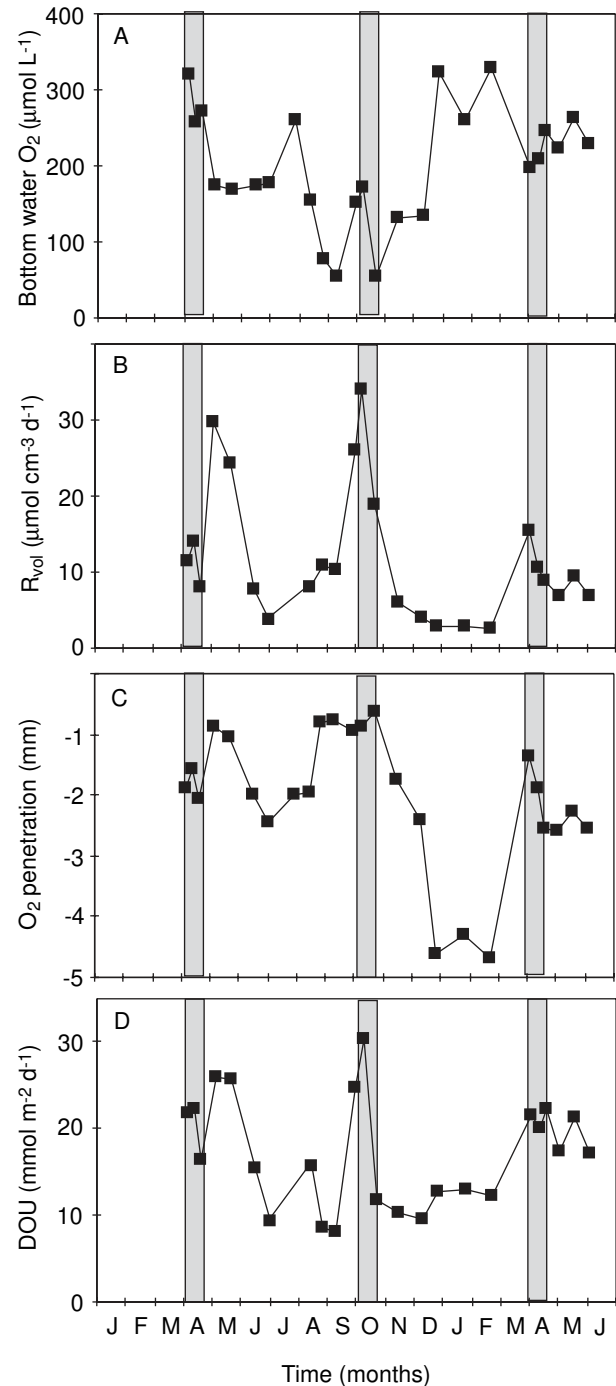 A
Bottom water O₂ (μmol L⁻¹)
400
300
200
100
0
B
R_vol (μmol cm⁻³ d⁻¹)
30
20
10
0
C
O₂ penetration (mm)
-1
-2
-3
-4
-5
D
DOU (mmol m⁻² d⁻¹)
30
20
10
0
J F M A M J J A S O N D J F M A M J
Time (months)